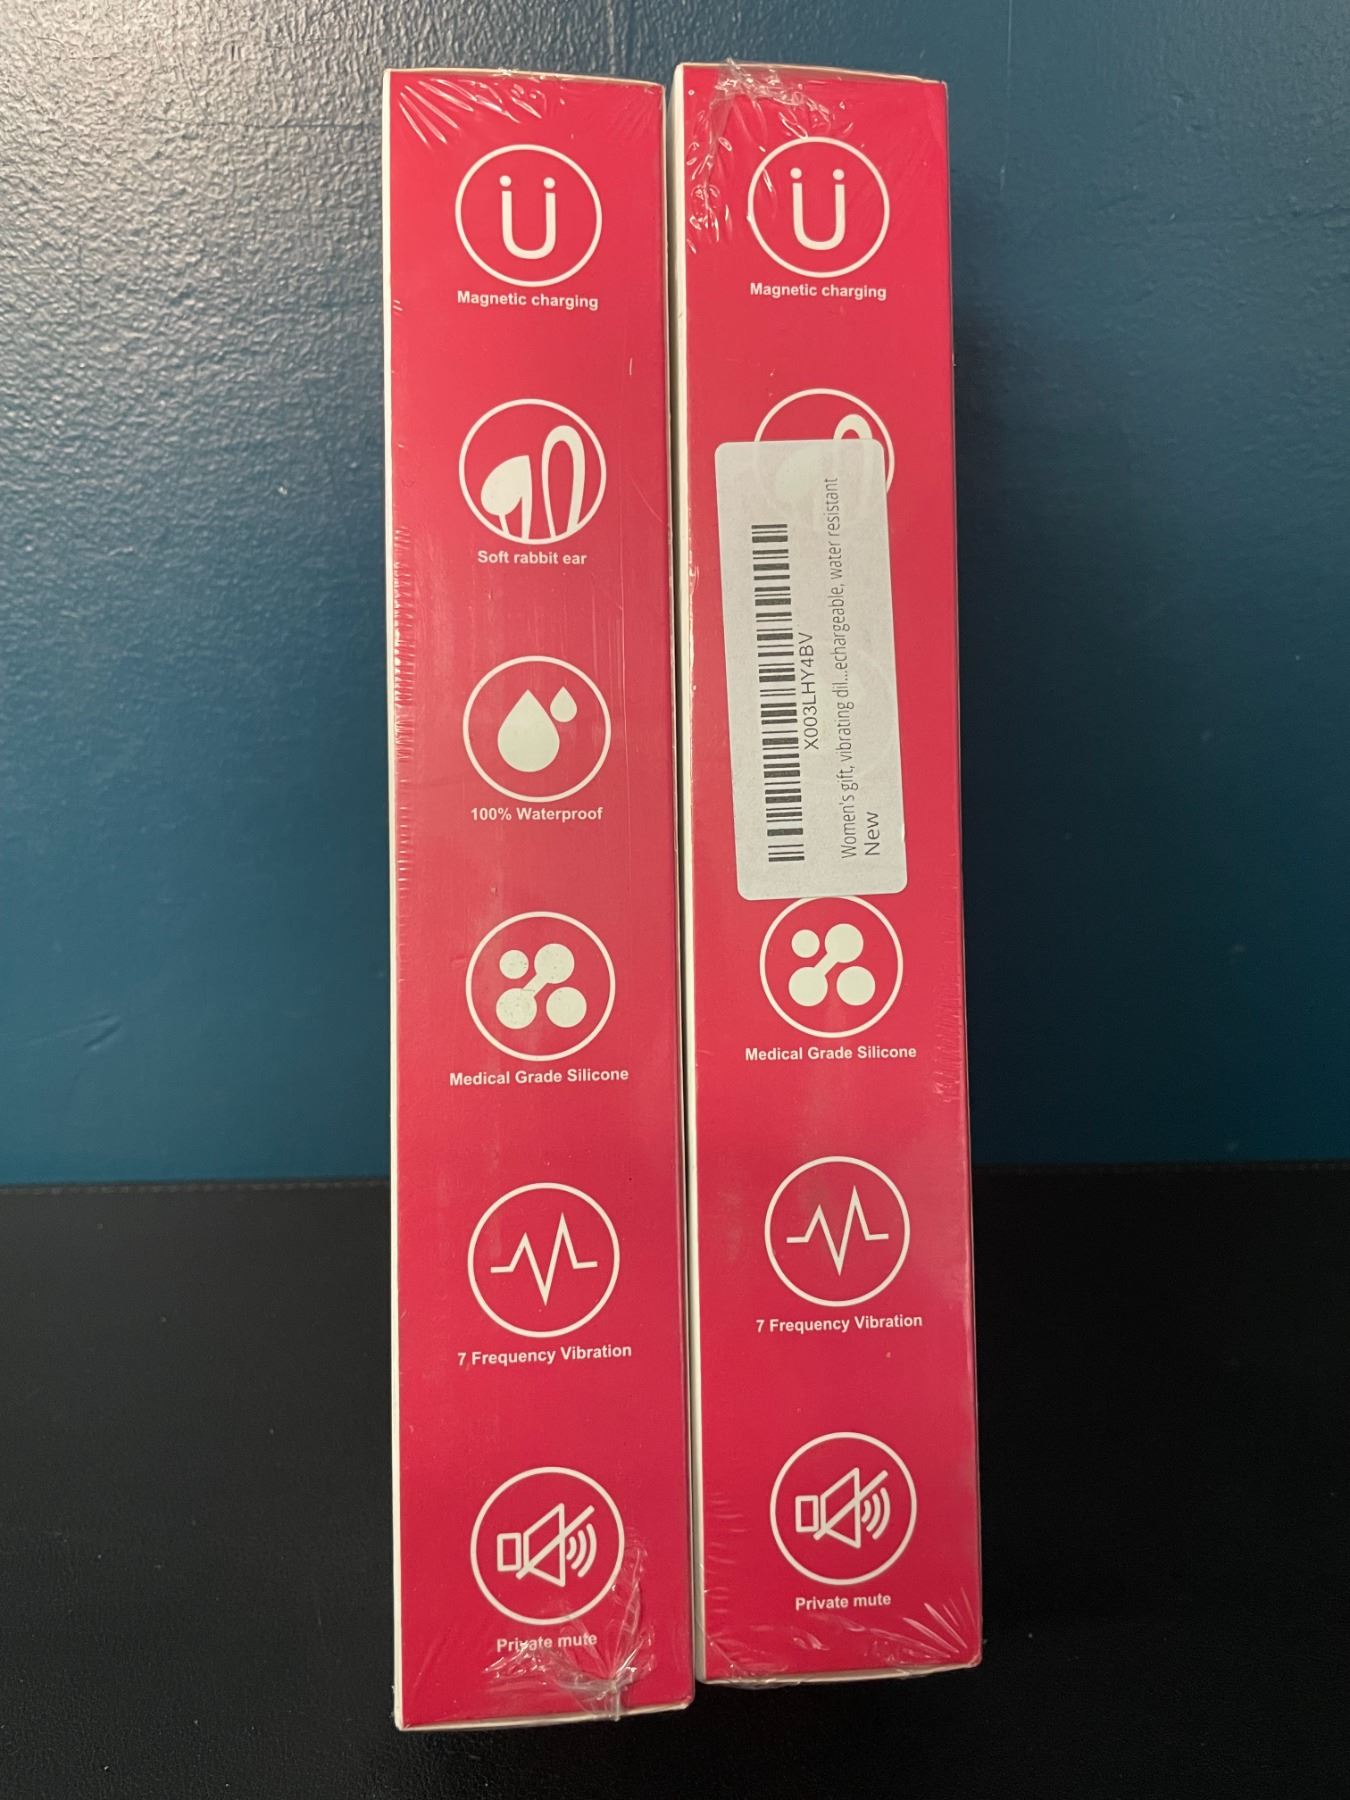 Magnetic charging
Soft rabbit ear
100% Waterproof
Medical Grade Silicone
7 Frequency Vibration
Private mute
Magnetic charging
X003LHY4BV
Women's gift, vibrating dil...echargeable, water resistant
New
Medical Grade Silicone
7 Frequency Vibration
Private mute